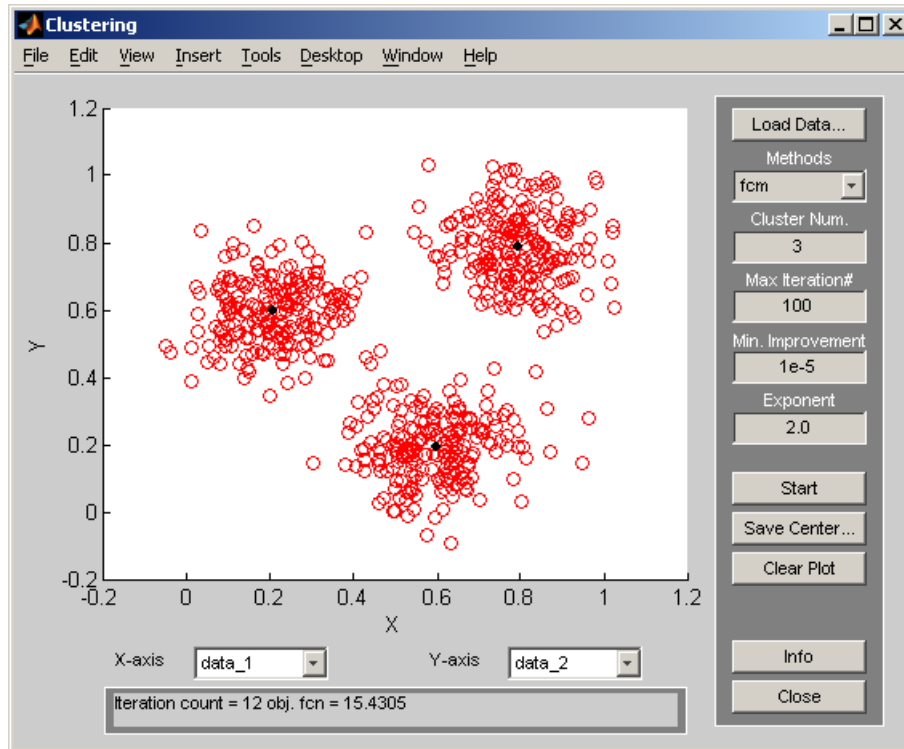 Clustering
File Edit View Insert Tools Desktop Window Help
1.2
1
0.8
0.6
0.4
0.2
0
-0.2
Y
-0.2 0 0.2 0.4 0.6 0.8 1 1.2
X
X-axis data_1 Y-axis data_2
Iteration count = 12 obj. fcn = 15.4305
Load Data...
Methods
fcm
Cluster Num.
3
Max Iteration#
100
Min. Improvement
1e-5
Exponent
2.0
Start
Save Center...
Clear Plot
Info
Close